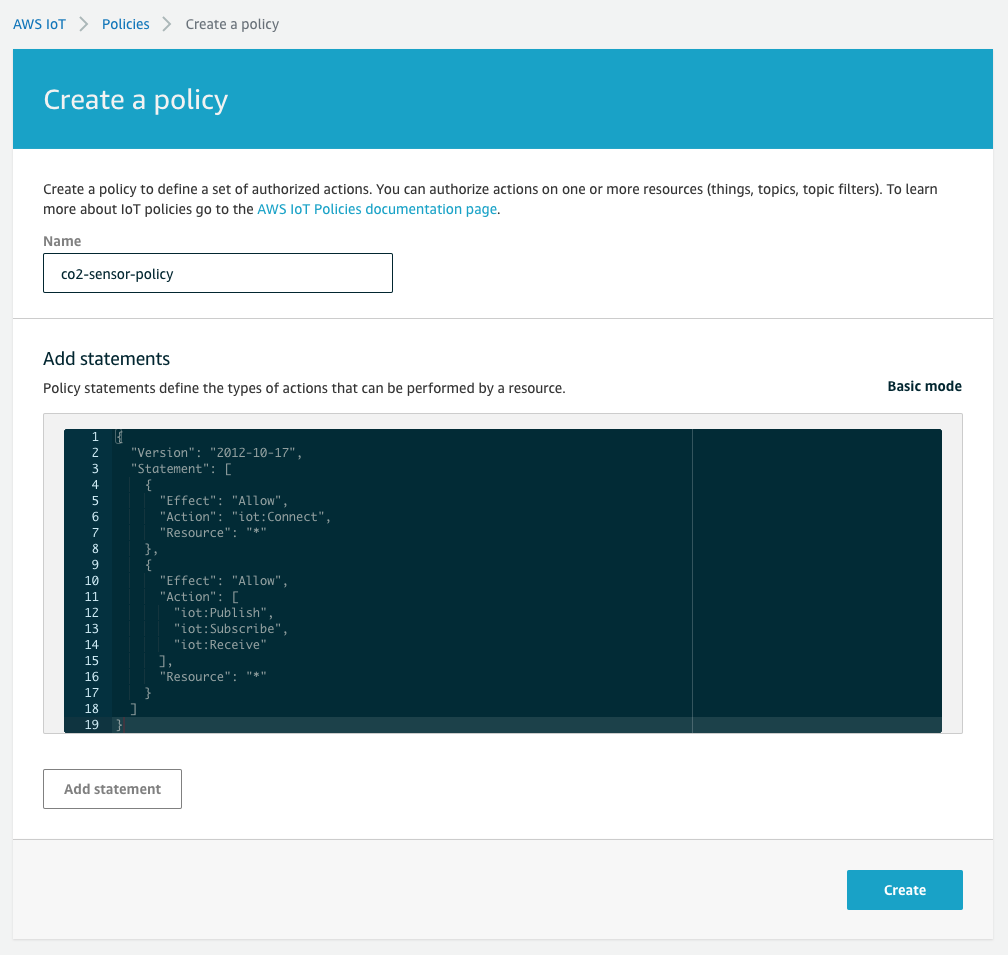 AWS IoT > Policies > Create a policy
Create a policy
Create a policy to define a set of authorized actions. You can authorize actions on one or more resources (things, topics, topic filters). To learn
more about IoT policies go to the AWS IoT Policies documentation page.
Name
co2-sensor-policy
Add statements
Policy statements define the types of actions that can be performed by a resource.
Basic mode
1 {
2   "Version": "2012-10-17",
3   "Statement": [
4     {
5       "Effect": "Allow",
6       "Action": "iot:Connect",
7       "Resource": "*"
8     },
9     {
10       "Effect": "Allow",
11       "Action": [
12         "iot:Publish",
13         "iot:Subscribe",
14         "iot:Receive"
15       ],
16       "Resource": "*"
17     }
18   ]
19 }
Add statement
Create